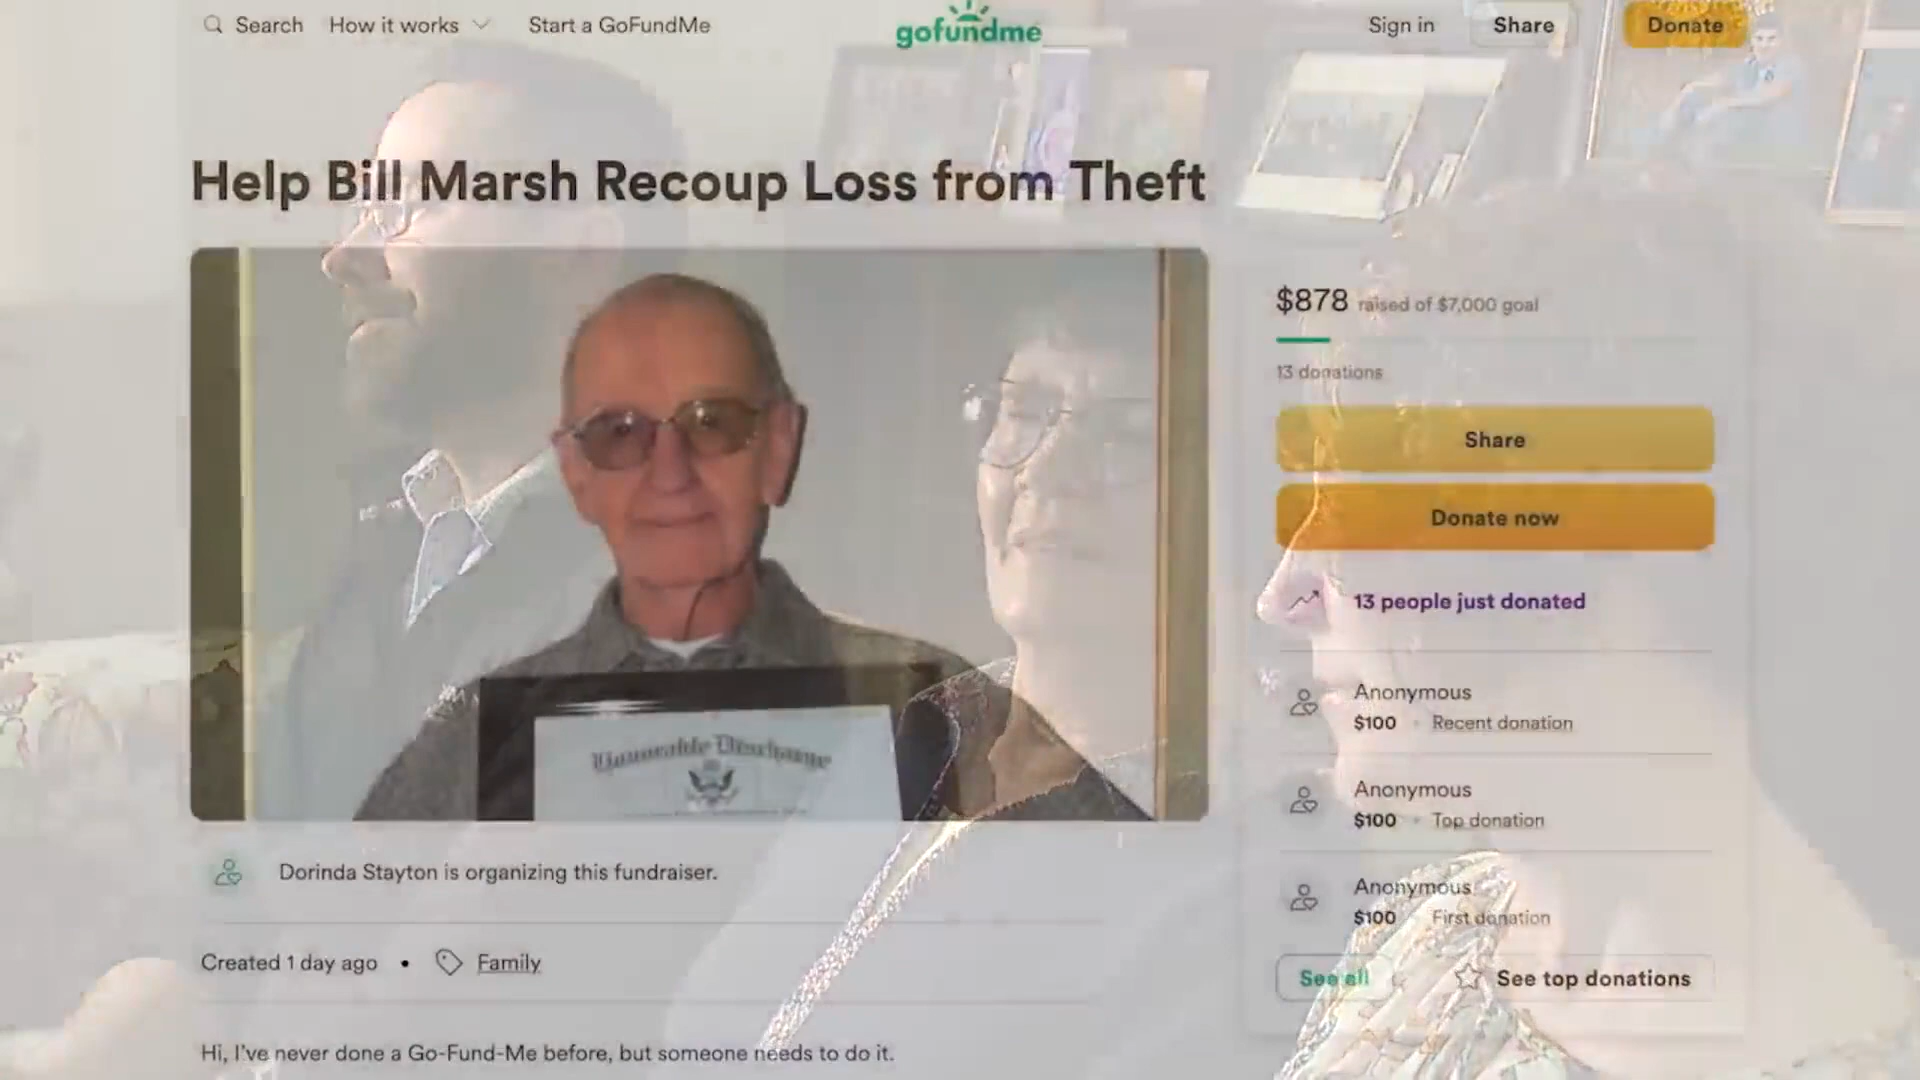 Search
How it works
Start a GoFundMe
gofundme
Sign in
Share
Donate
Help Bill Marsh Recoup Loss from Theft
$878 raised of $7,000 goal
13 donations
Share
Donate now
13 people just donated
Anonymous
$100 • Recent donation
Anonymous
$100 • Top donation
Anonymous
$100 • First donation
See all
See top donations
Honorable Discharge
Dorinda Stayton is organizing this fundraiser.
Created 1 day ago • Family
Hi, I've never done a Go-Fund-Me before, but someone needs to do it.